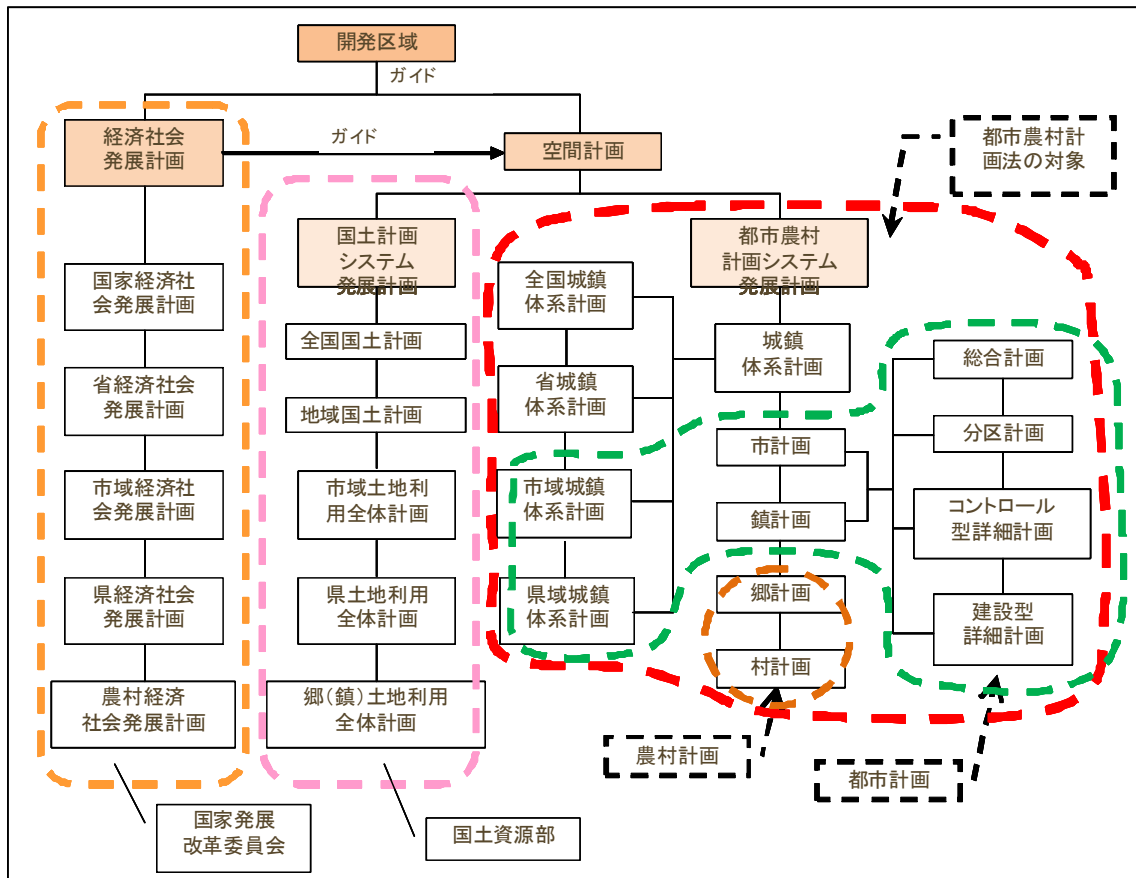 開発区域
ガイド
経済社会
発展計画
ガイド
空間計画
都市農村計
画法の対象
国土計画
システム
発展計画
都市農村
計画システム
発展計画
国家経済社
会発展計画
全国国土計画
全国城鎮
体系計画
城鎮
体系計画
総合計画
省経済社会
発展計画
地域国土計画
省城鎮
体系計画
市計画
分区計画
市域経済社
会発展計画
市域土地利
用全体計画
市域城鎮
体系計画
鎮計画
コントロール
型詳細計画
県経済社会
発展計画
県土地利用
全体計画
県域城鎮
体系計画
郷計画
建設型
詳細計画
村計画
農村経済
社会発展計画
郷(鎮)土地利用
全体計画
農村計画
都市計画
国家発展
改革委員会
国土資源部